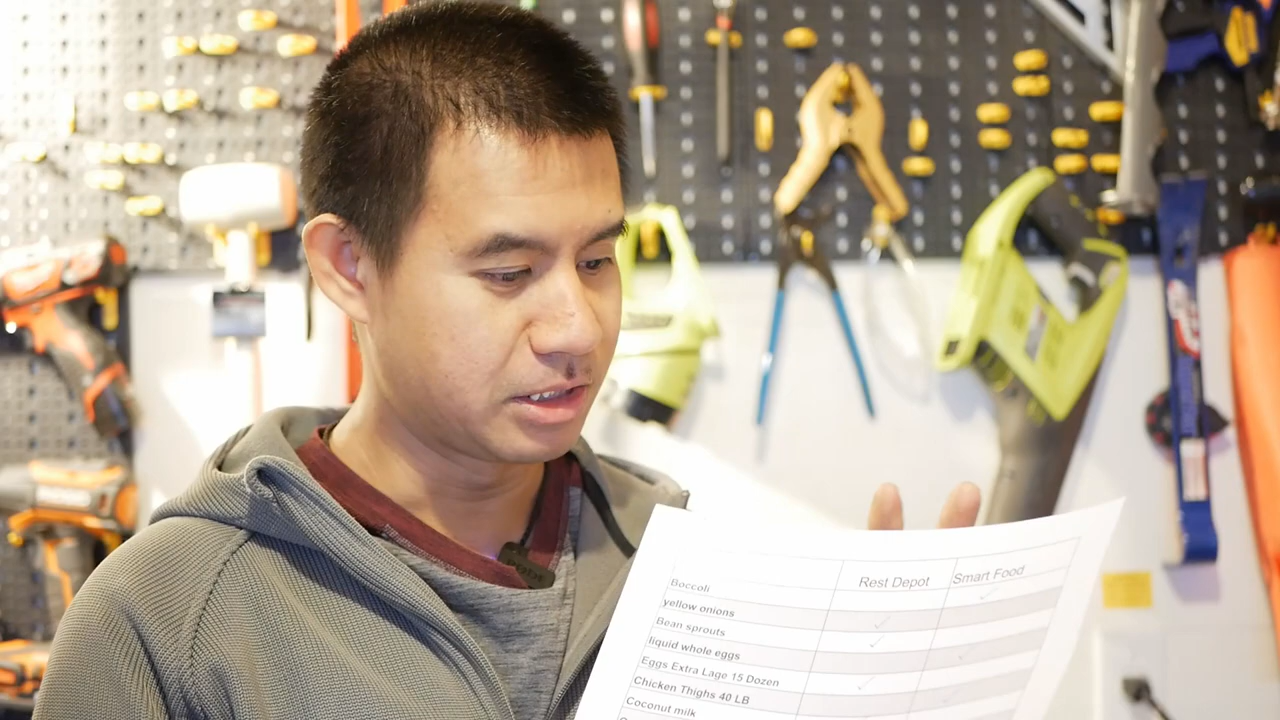 Rest Depot Smart Food
Boccoli
yellow onions
Bean sprouts
liquid whole eggs
Eggs Extra Lage 15 Dozen
Chicken Thighs 40 LB
Coconut milk